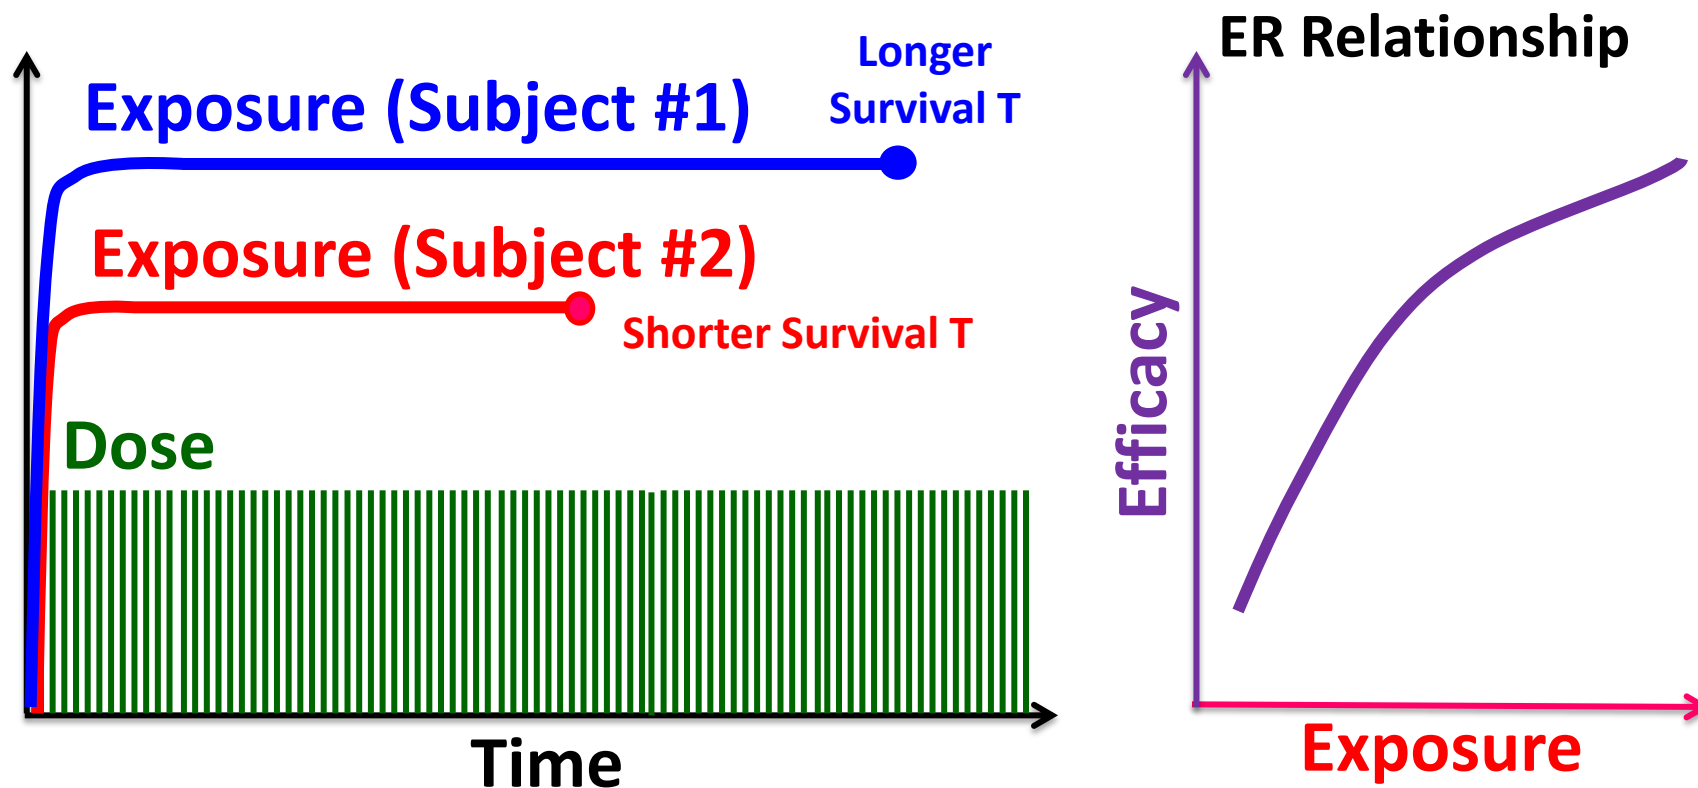 Longer
Survival T
Exposure (Subject #1)
Exposure (Subject #2)
Shorter Survival T
Dose
Time
ER Relationship
Efficacy
Exposure